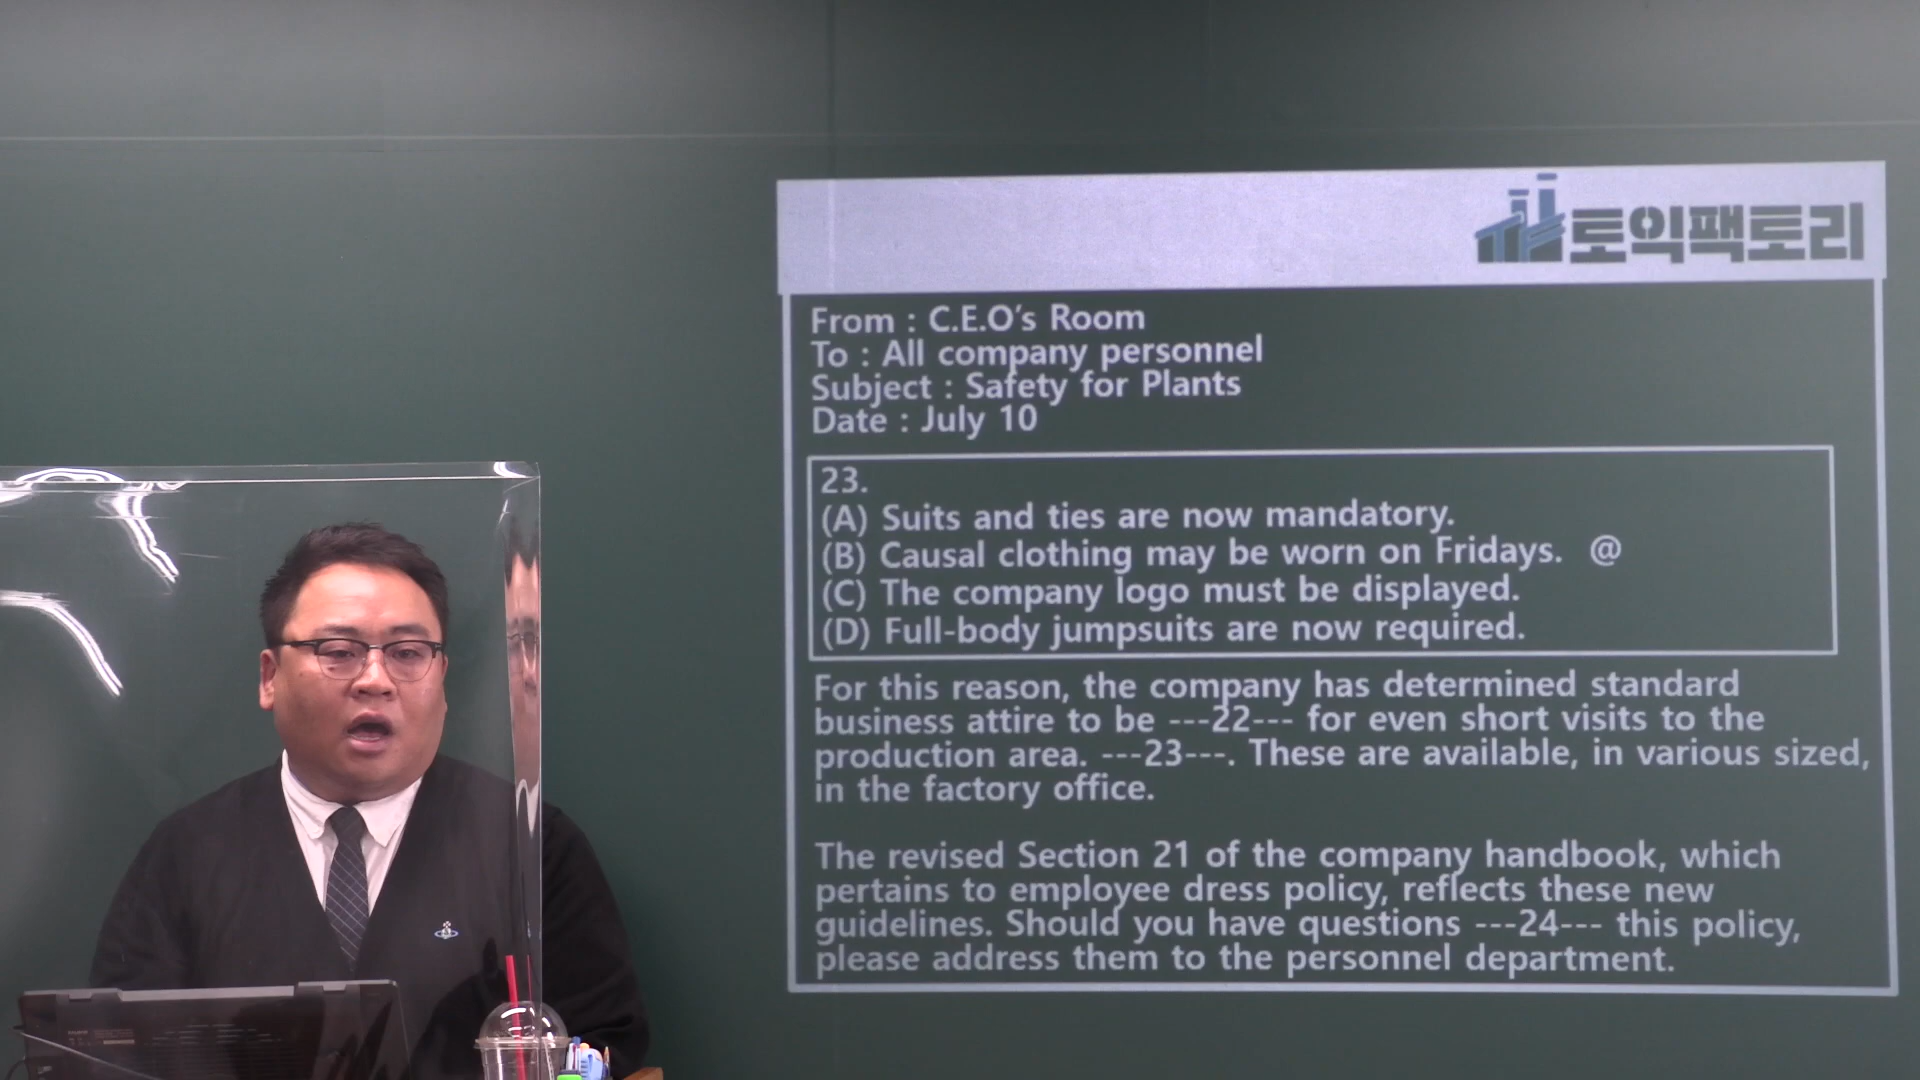 토익팩토리
From : C.E.O's Room
To : All company personnel
Subject : Safety for Plants
Date : July 10
23.
(A) Suits and ties are now mandatory.
(B) Causal clothing may be worn on Fridays. @
(C) The company logo must be displayed.
(D) Full-body jumpsuits are now required.
For this reason, the company has determined standard
business attire to be ---22--- for even short visits to the
production area. ---23---. These are available, in various sized,
in the factory office.
The revised Section 21 of the company handbook, which
pertains to employee dress policy, reflects these new
guidelines. Should you have questions ---24--- this policy,
please address them to the personnel department.